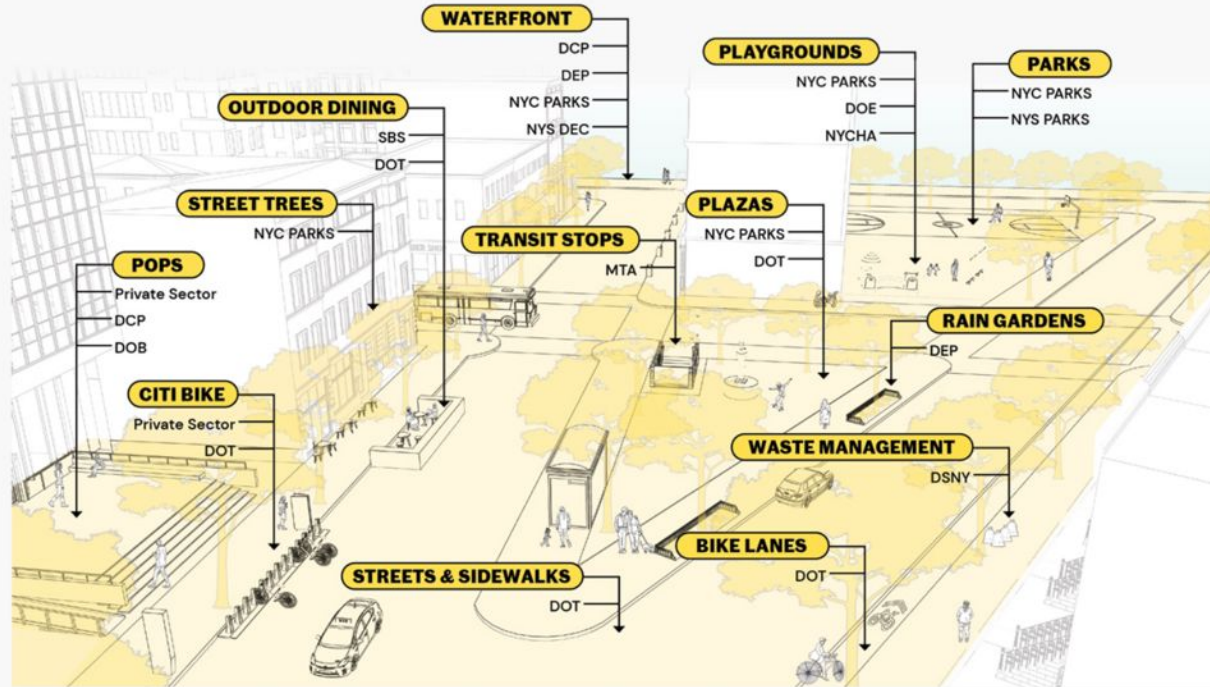 WATERFRONT
DCP
DEP
NYC PARKS
NYS DEC
PLAYGROUNDS
NYC PARKS
DOE
NYCHA
PARKS
NYC PARKS
NYS PARKS
OUTDOOR DINING
SBS
DOT
STREET TREES
NYC PARKS
PLAZAS
NYC PARKS
DOT
TRANSIT STOPS
MTA
POPS
Private Sector
DCP
DOB
RAIN GARDENS
DEP
CITI BIKE
Private Sector
DOT
WASTE MANAGEMENT
DSNY
BIKE LANES
DOT
STREETS & SIDEWALKS
DOT